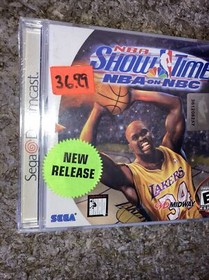 NBA
SHOWTIME
NBA ON NBC
36.99
Sega Dreamcast
NEW
RELEASE
LAKERS
SEGA
MIDWAY
E